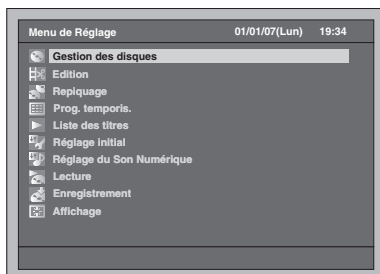 Menu de Réglage 01/01/07(Lun) 19:34
Gestion des disques
Edition
Repiquage
Prog. temporis.
Liste des titres
Réglage initial
Réglage du Son Numérique
Lecture
Enregistrement
Affichage